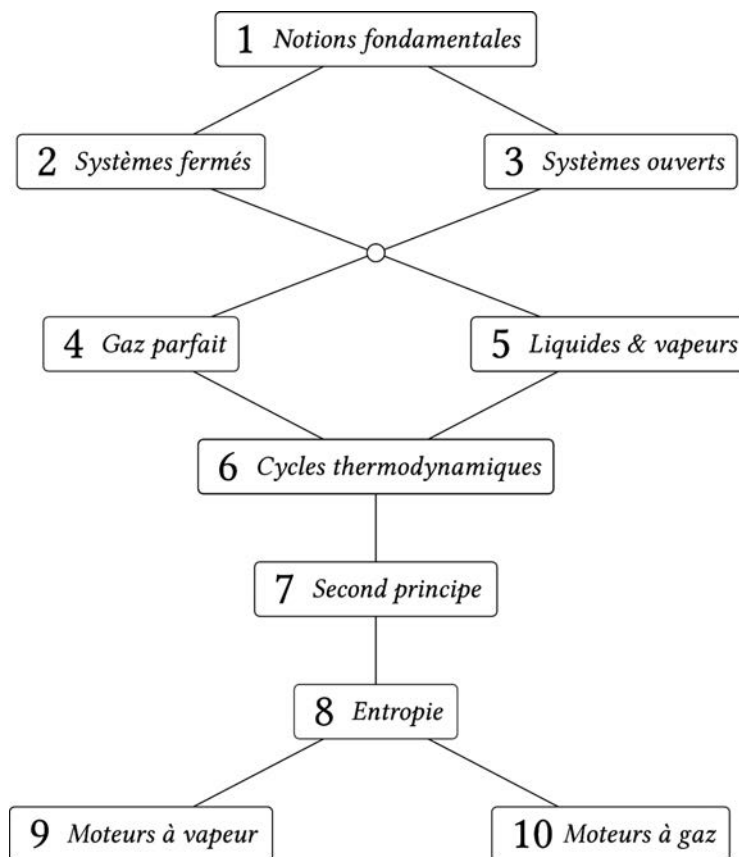 1 Notions fondamentales
2 Systèmes fermés
3 Systèmes ouverts
4 Gaz parfait
5 Liquides & vapeurs
6 Cycles thermodynamiques
7 Second principe
8 Entropie
9 Moteurs à vapeur
10 Moteurs à gaz